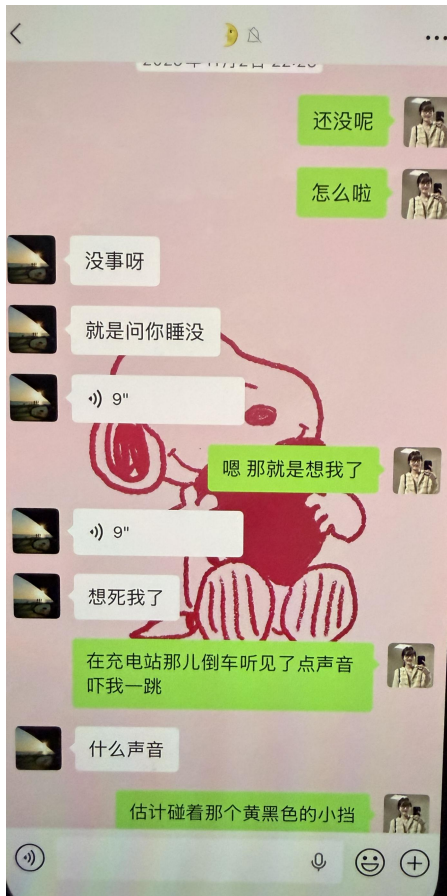 还没呢
怎么啦
没事呀
就是问你睡没
9"
嗯 那就是想我了
9"
想死我了
在充电站那儿倒车听见了点声音
吓我一跳
什么声音
估计碰着那个黄黑色的小挡